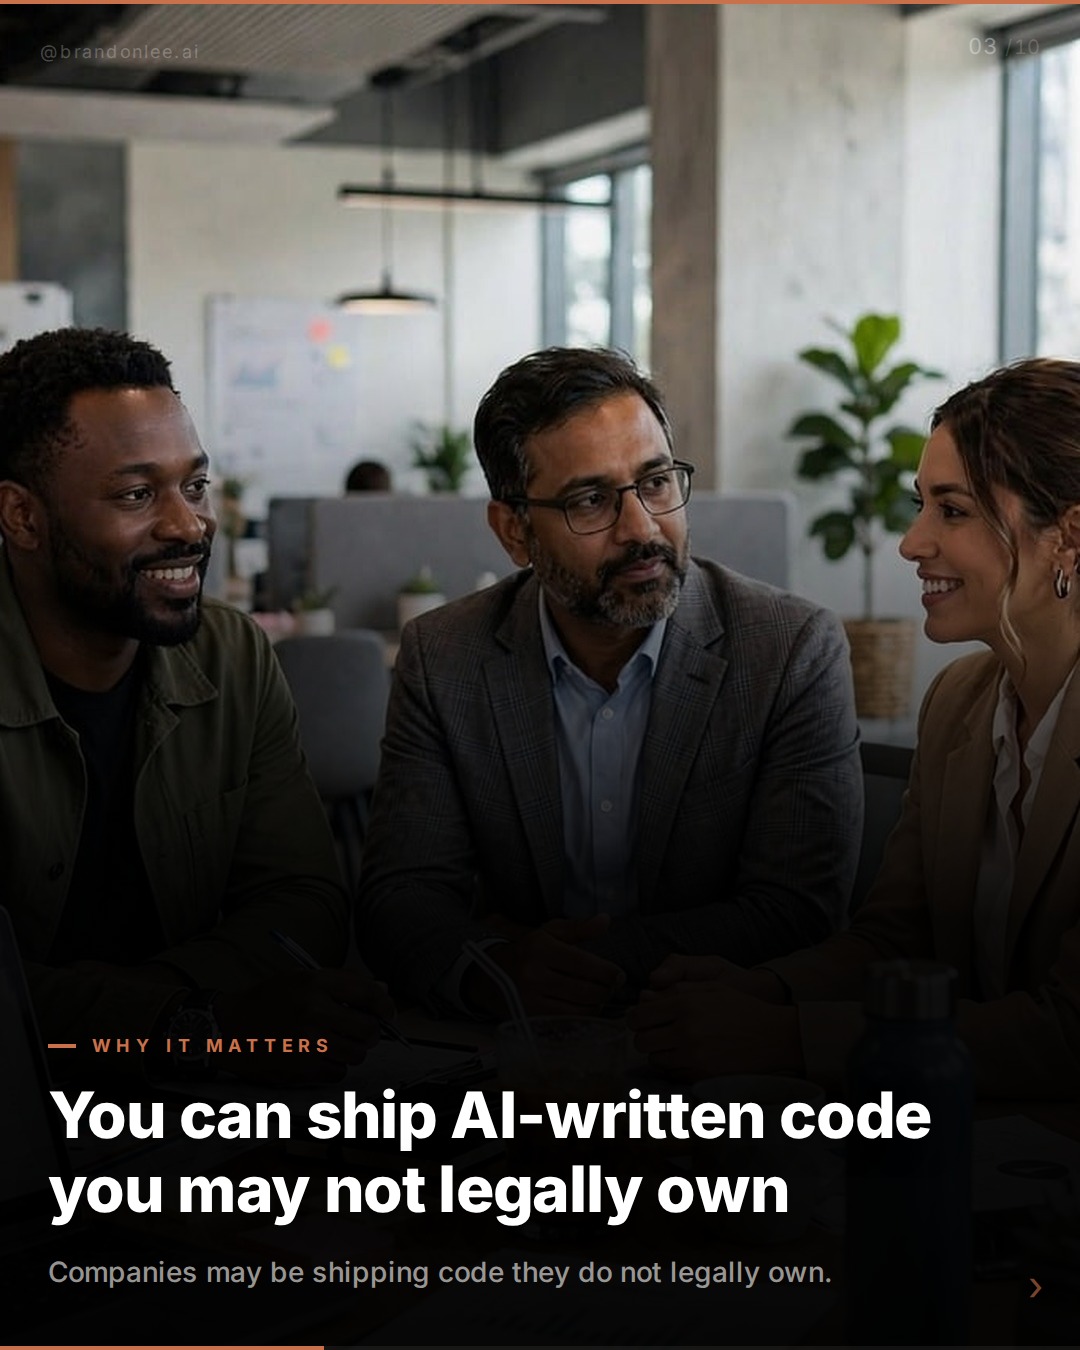 @brandonlee.ai
03 /10
WHY IT MATTERS
You can ship AI-written code
you may not legally own
Companies may be shipping code they do not legally own.